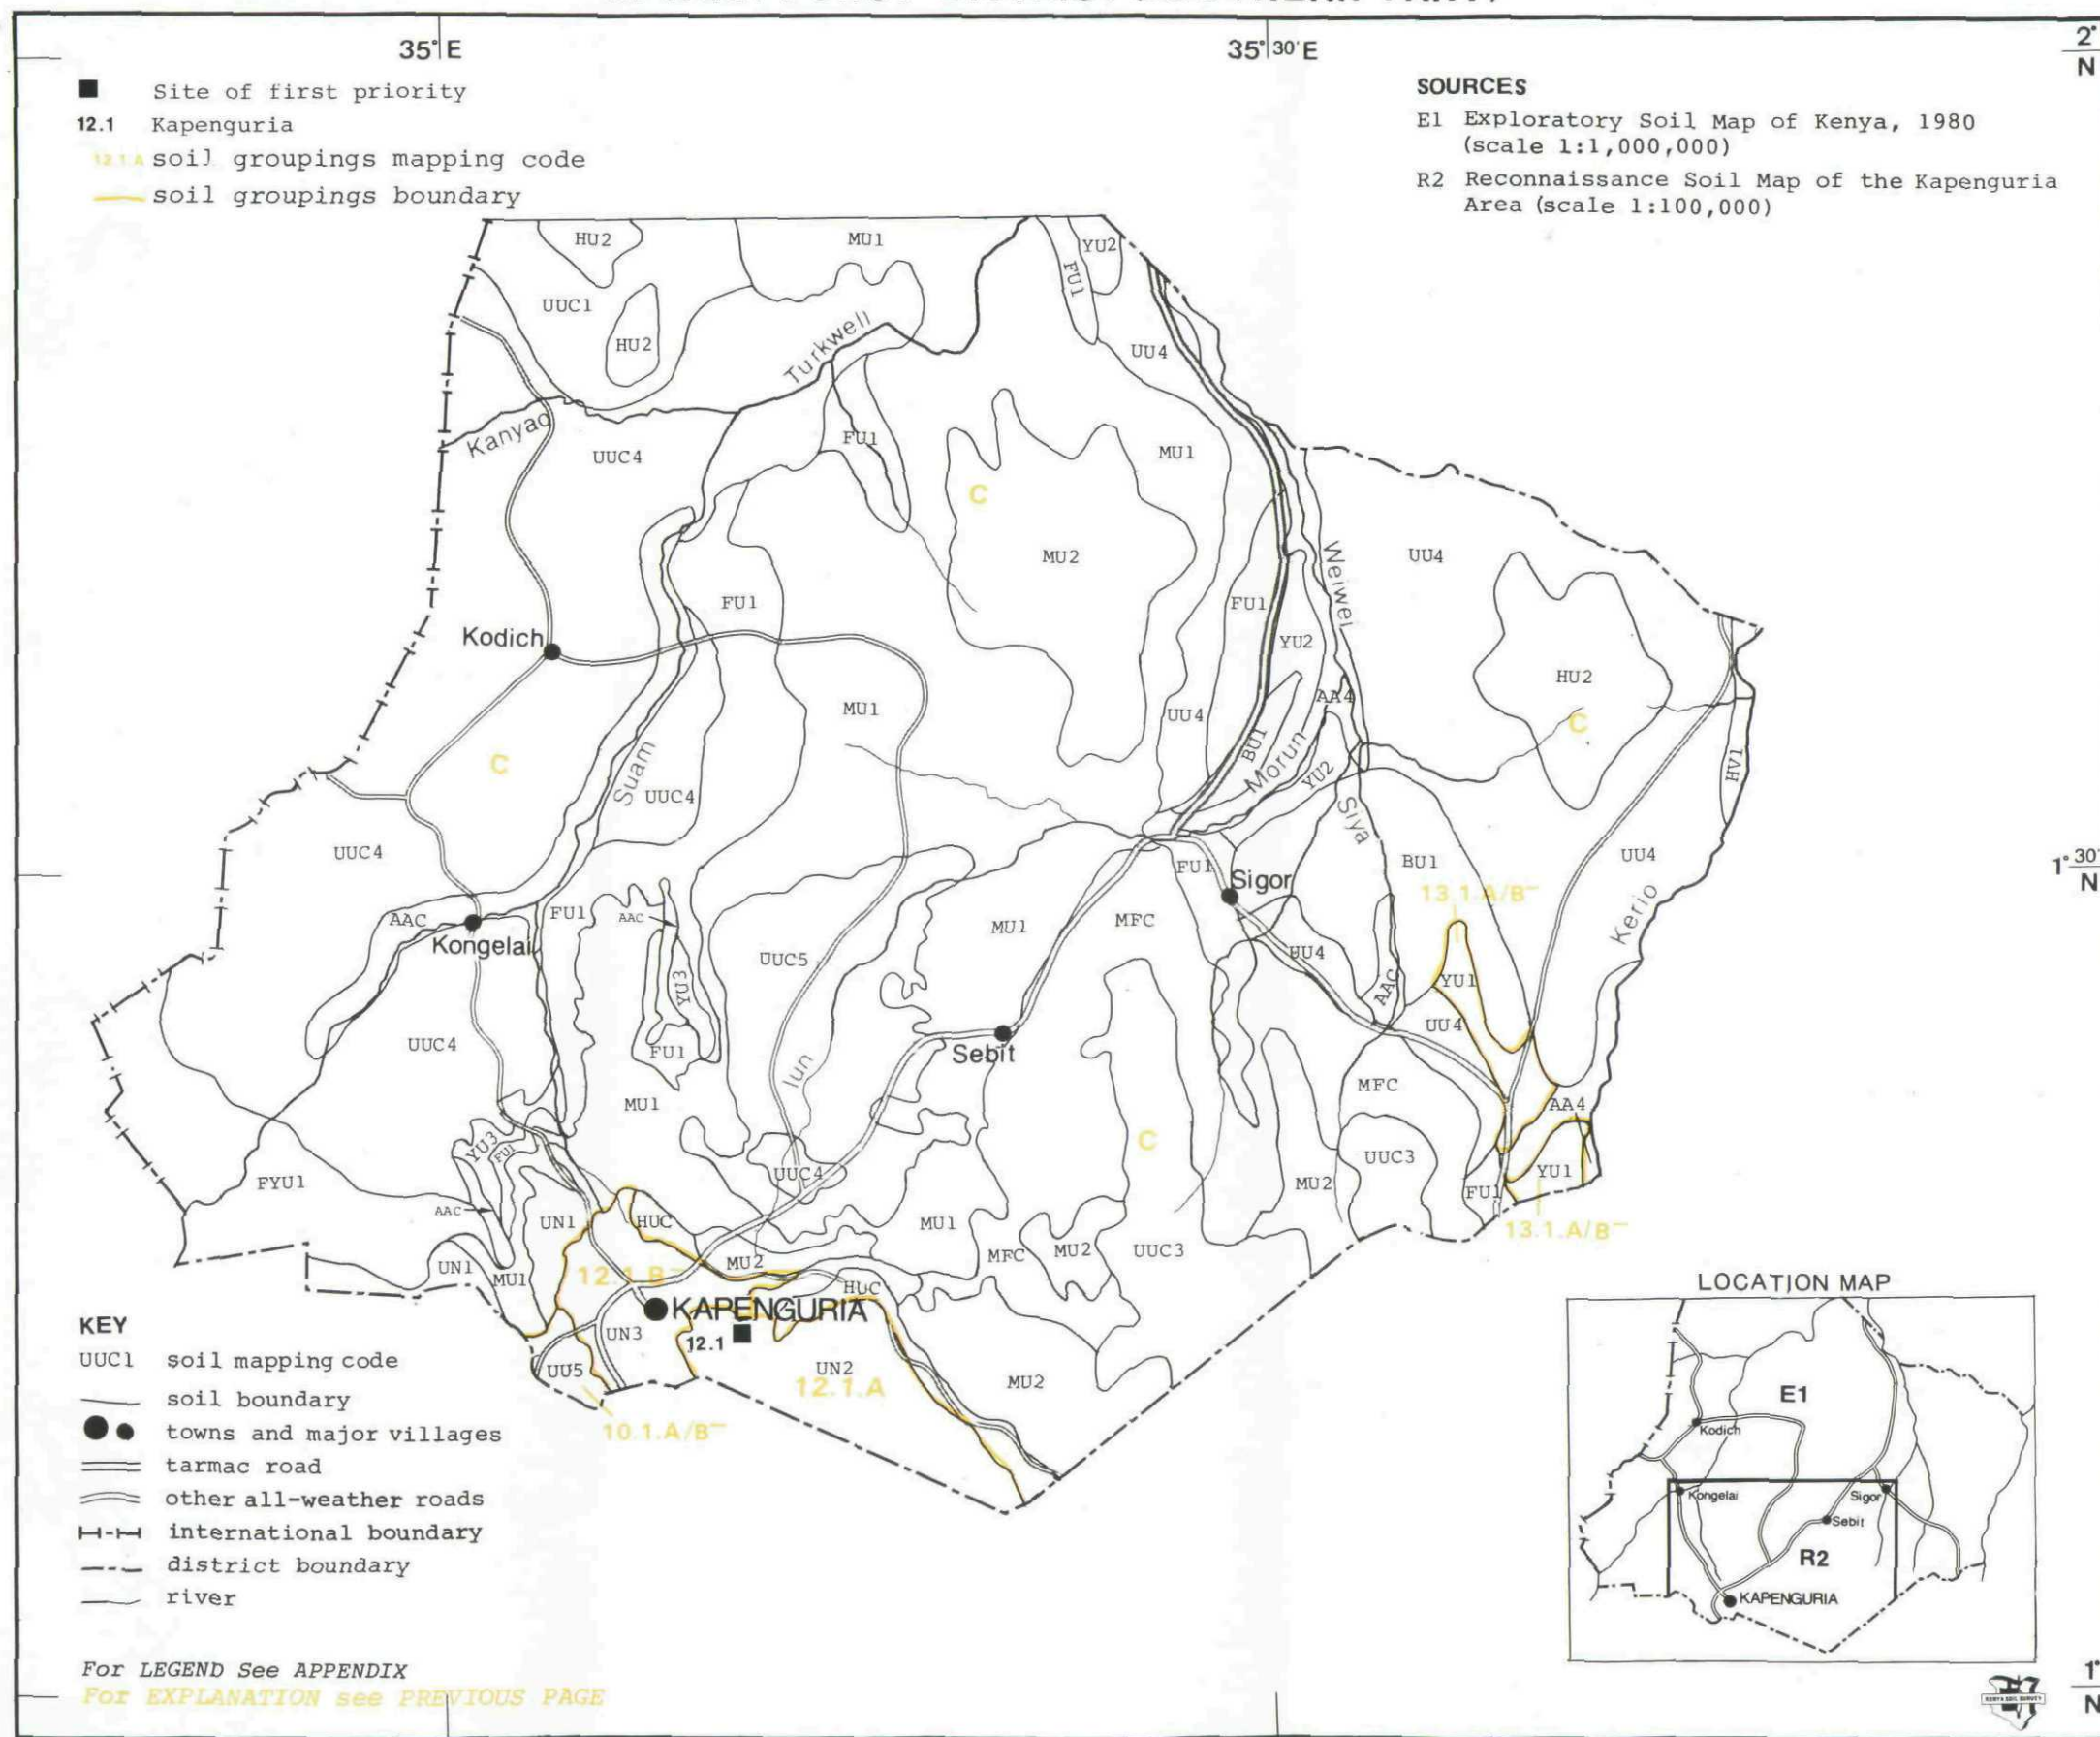 35° E
35° 30' E
2°
N
■ Site of first priority
12.1 Kapenguria
12.1 A soil groupings mapping code
soil groupings boundary
SOURCES
E1 Exploratory Soil Map of Kenya, 1980
(scale 1:1,000,000)
R2 Reconnaissance Soil Map of the Kapenguria
Area (scale 1:100,000)
HU2
MU1
YU2
FU1
UUC1
HU2
Turkwell
UU4
Kanyao
UUC4
FU1
MU1
C
MU2
Weiwei
UU4
FU1
FU1
YU2
Kodich
HU2
MU1
AA4
UU4
C
BU1
Morun
YU2
HV1
C
Suam
UUC4
Siya
UUC4
BU1
UU4
1° 30'
N
FU1
Sigor
13.1.A/B⁻
Kerio
AAC
FU1
AAC
MU1
MFC
Kongelai
UUC5
UU4
YU3
AAC
YU1
UUC4
UU4
Sebit
FU1
Iun
MFC
MU1
AA4
YU3
FU1
C
UUC4
UUC3
YU1
FYU1
MU2
FU1
AAC
UN1
HUC
MU1
13.1.A/B⁻
MFC
MU2
UUC3
UN1
MU1
12.1.B⁻
MU2
HUC
KAPENGURIA
UN3
12.1
UU5
UN2
12.1.A
MU2
10.1.A/B⁻
KEY
UUC1 soil mapping code
soil boundary
towns and major villages
tarmac road
other all-weather roads
international boundary
district boundary
river
For LEGEND See APPENDIX
For EXPLANATION see PREVIOUS PAGE
LOCATION MAP
E1
Kodich
Kongelai
Sigor
Sebit
R2
KAPENGURIA
KENYA SOIL SURVEY
1°
N